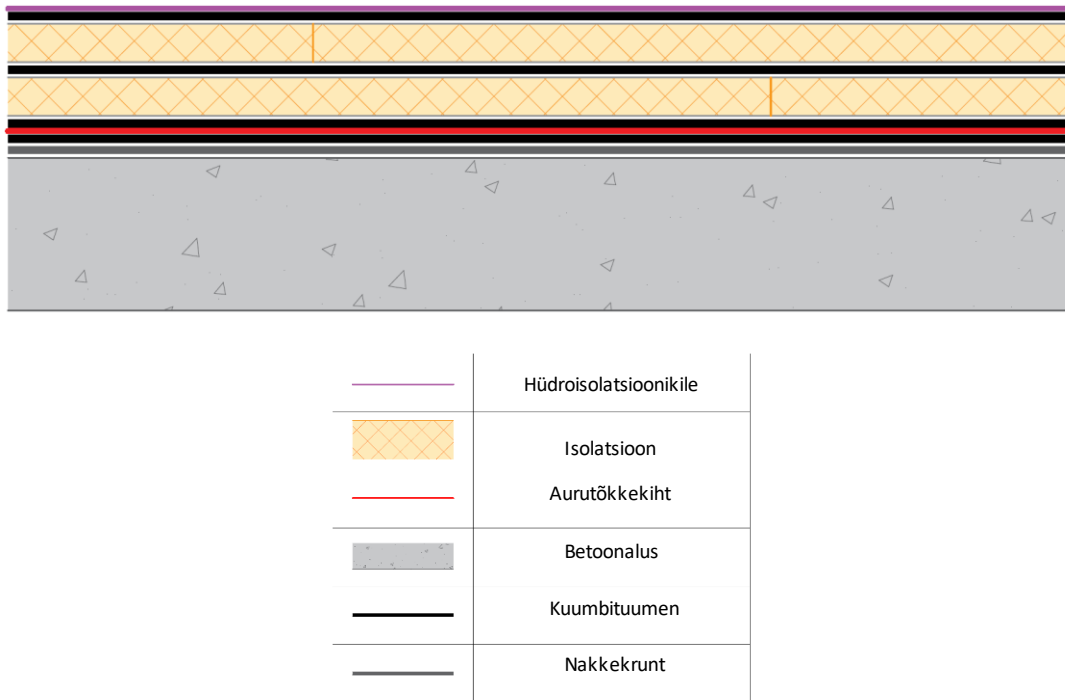 Hüdroisolatsioonikile
Isolatsioon
Aurutõkkekiht
Betoonalus
Kuumbituumen
Nakkekrunt